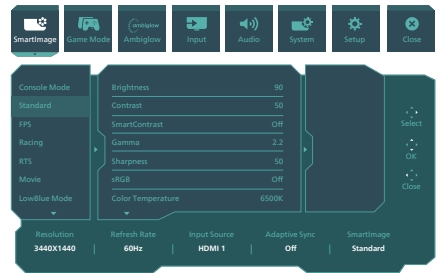 ambiglow
SmartImage Game Mode Ambiglow Input Audio System Setup Close
Console Mode Brightness 90
Standard Contrast 50
FPS SmartContrast Off Select
Racing Gamma 2.2
RTS Sharpness 50 OK
Movie sRGB Off
LowBlue Mode Color Temperature 6500K Close
Resolution Refresh Rate Input Source Adaptive Sync SmartImage
3440X1440 60Hz HDMI 1 Off Standard